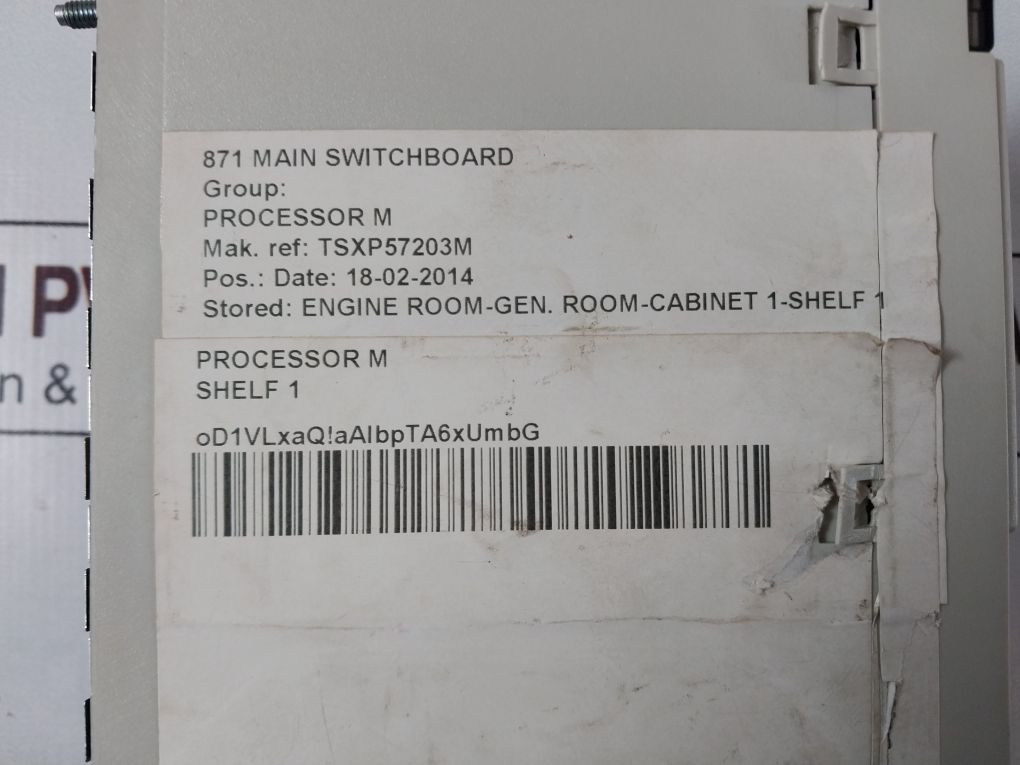 871 MAIN SWITCHBOARD
Group:
PROCESSOR M
Mak. ref: TSXP57203M
Pos.: Date: 18-02-2014
Stored: ENGINE ROOM-GEN. ROOM-CABINET 1-SHELF 1
PROCESSOR M
SHELF 1
oD1VLxaQ!aAIbpTA6xUmbG
n &